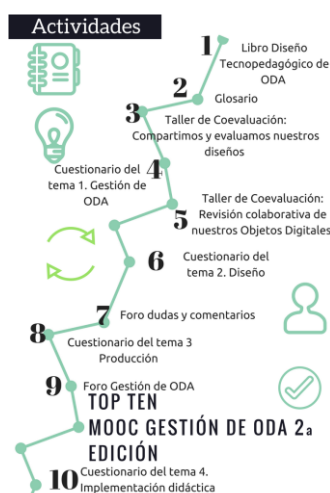 Actividades
1
Libro Diseño
Tecnopedagógico de
ODA
2
Glosario
3
Taller de Coevaluación:
Compartimos y evaluamos nuestros
diseños
Cuestionario del
tema 1. Gestión de
ODA
4
Taller de Coevaluación:
Revisión colaborativa de
nuestros Objetos Digitales
5
6
Cuestionario del
tema 2. Diseño
7
Foro dudas y comentarios
8
Cuestionario del tema 3
Producción
9
Foro Gestión de ODA
TOP TEN
MOOC GESTIÓN DE ODA 2a
EDICIÓN
10
Cuestionario del tema 4.
Implementación didáctica